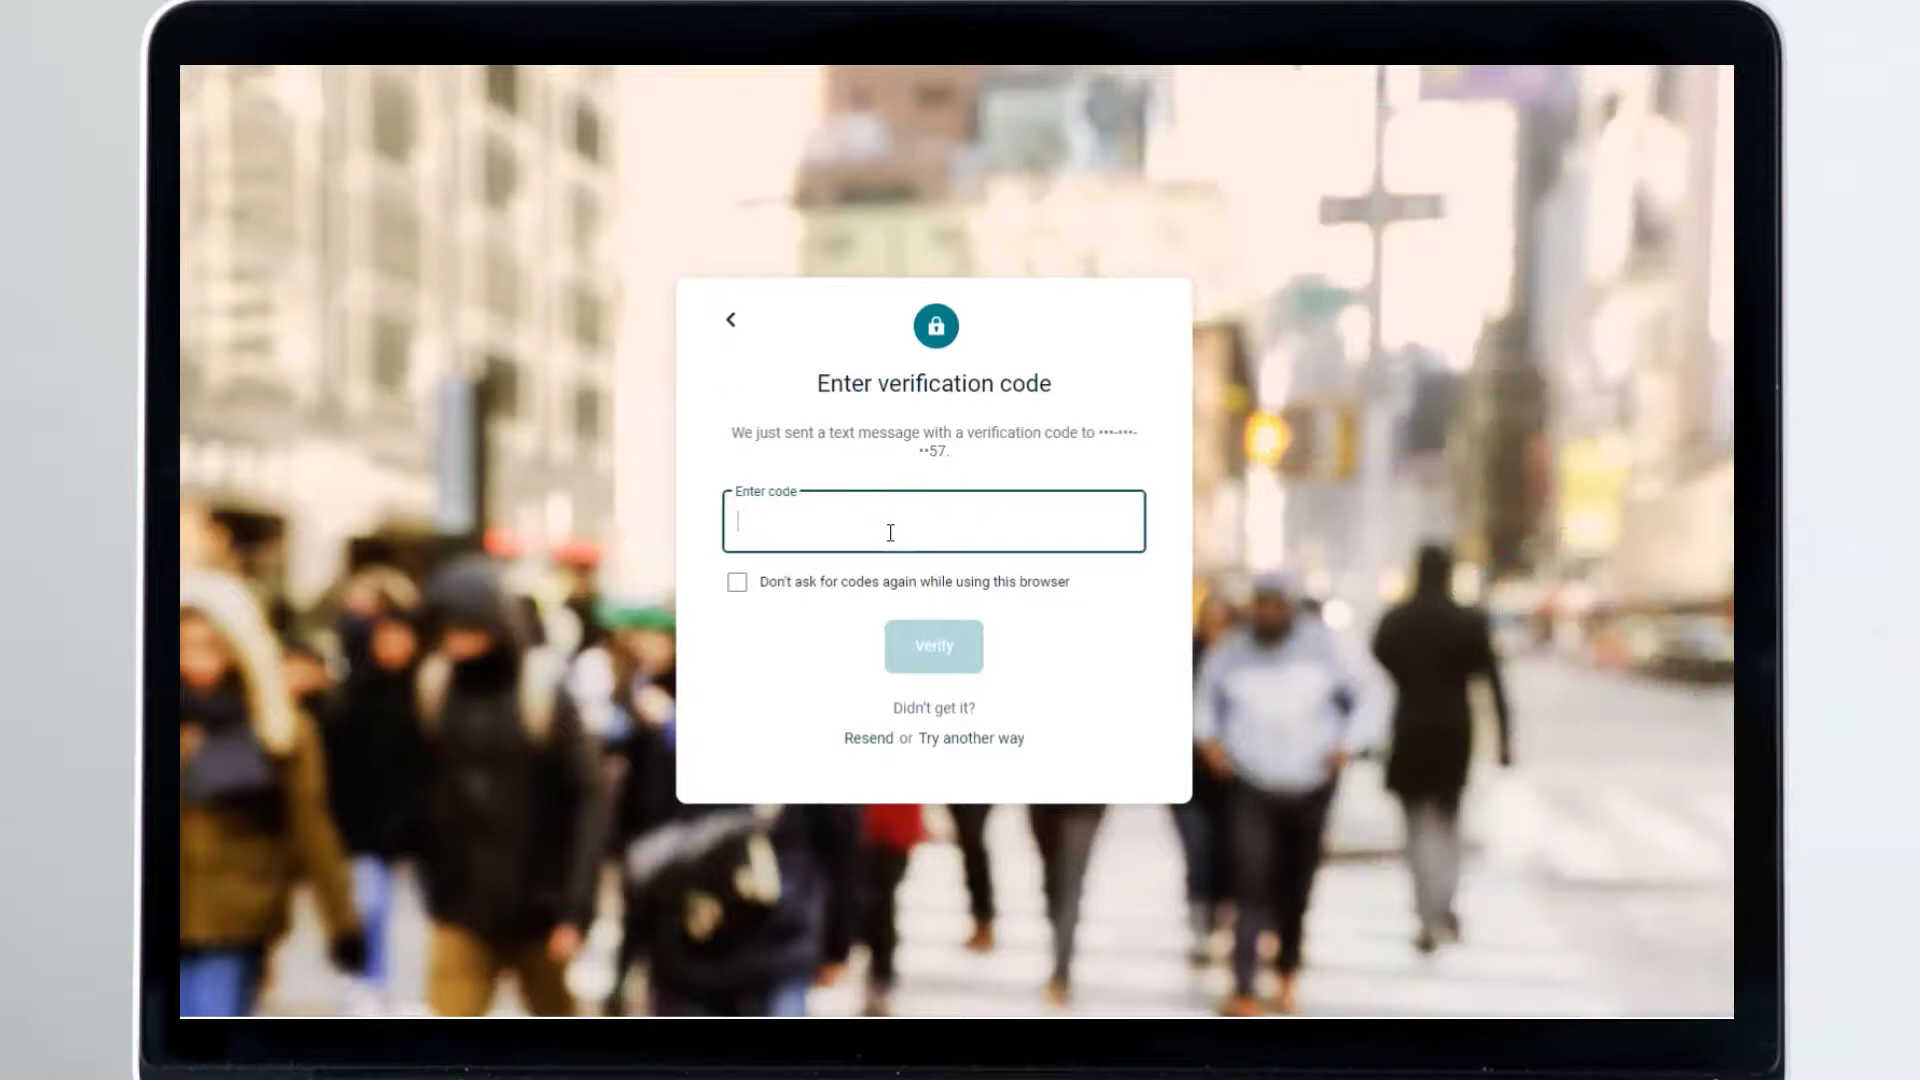 Enter verification code
We just sent a text message with a verification code to •••-•••-
••57.
Enter code
Don't ask for codes again while using this browser
Verify
Didn't get it?
Resend or Try another way